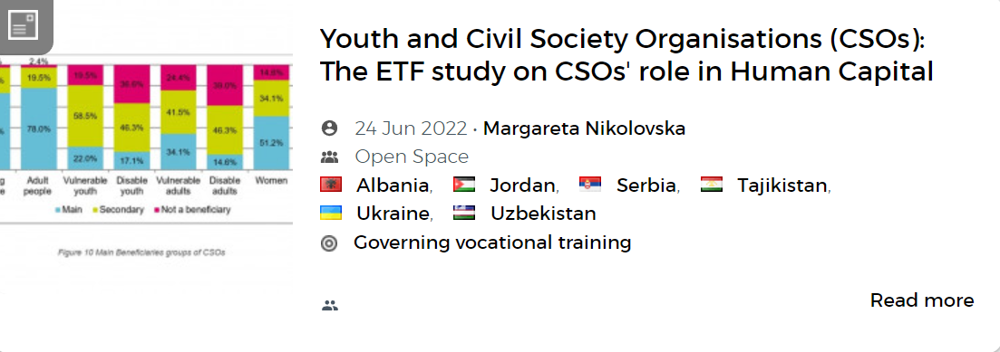 Youth and Civil Society Organisations (CSOs):
The ETF study on CSOs' role in Human Capital
24 Jun 2022 • Margareta Nikolovska
Open Space
Albania, Jordan, Serbia, Tajikistan,
Ukraine, Uzbekistan
Governing vocational training
Read more
2.4%
19.5% 19.5% 36.6% 24.4% 39.0% 14.6%
58.5% 46.3% 41.5% 46.3% 34.1%
78.0% 22.0% 17.1% 34.1% 14.6% 51.2%
Adult Vulnerable Disable Vulnerable Disable Women
people youth youth adults adults
Main Secondary Not a beneficiary
Figure 10 Main Beneficiaries groups of CSOs